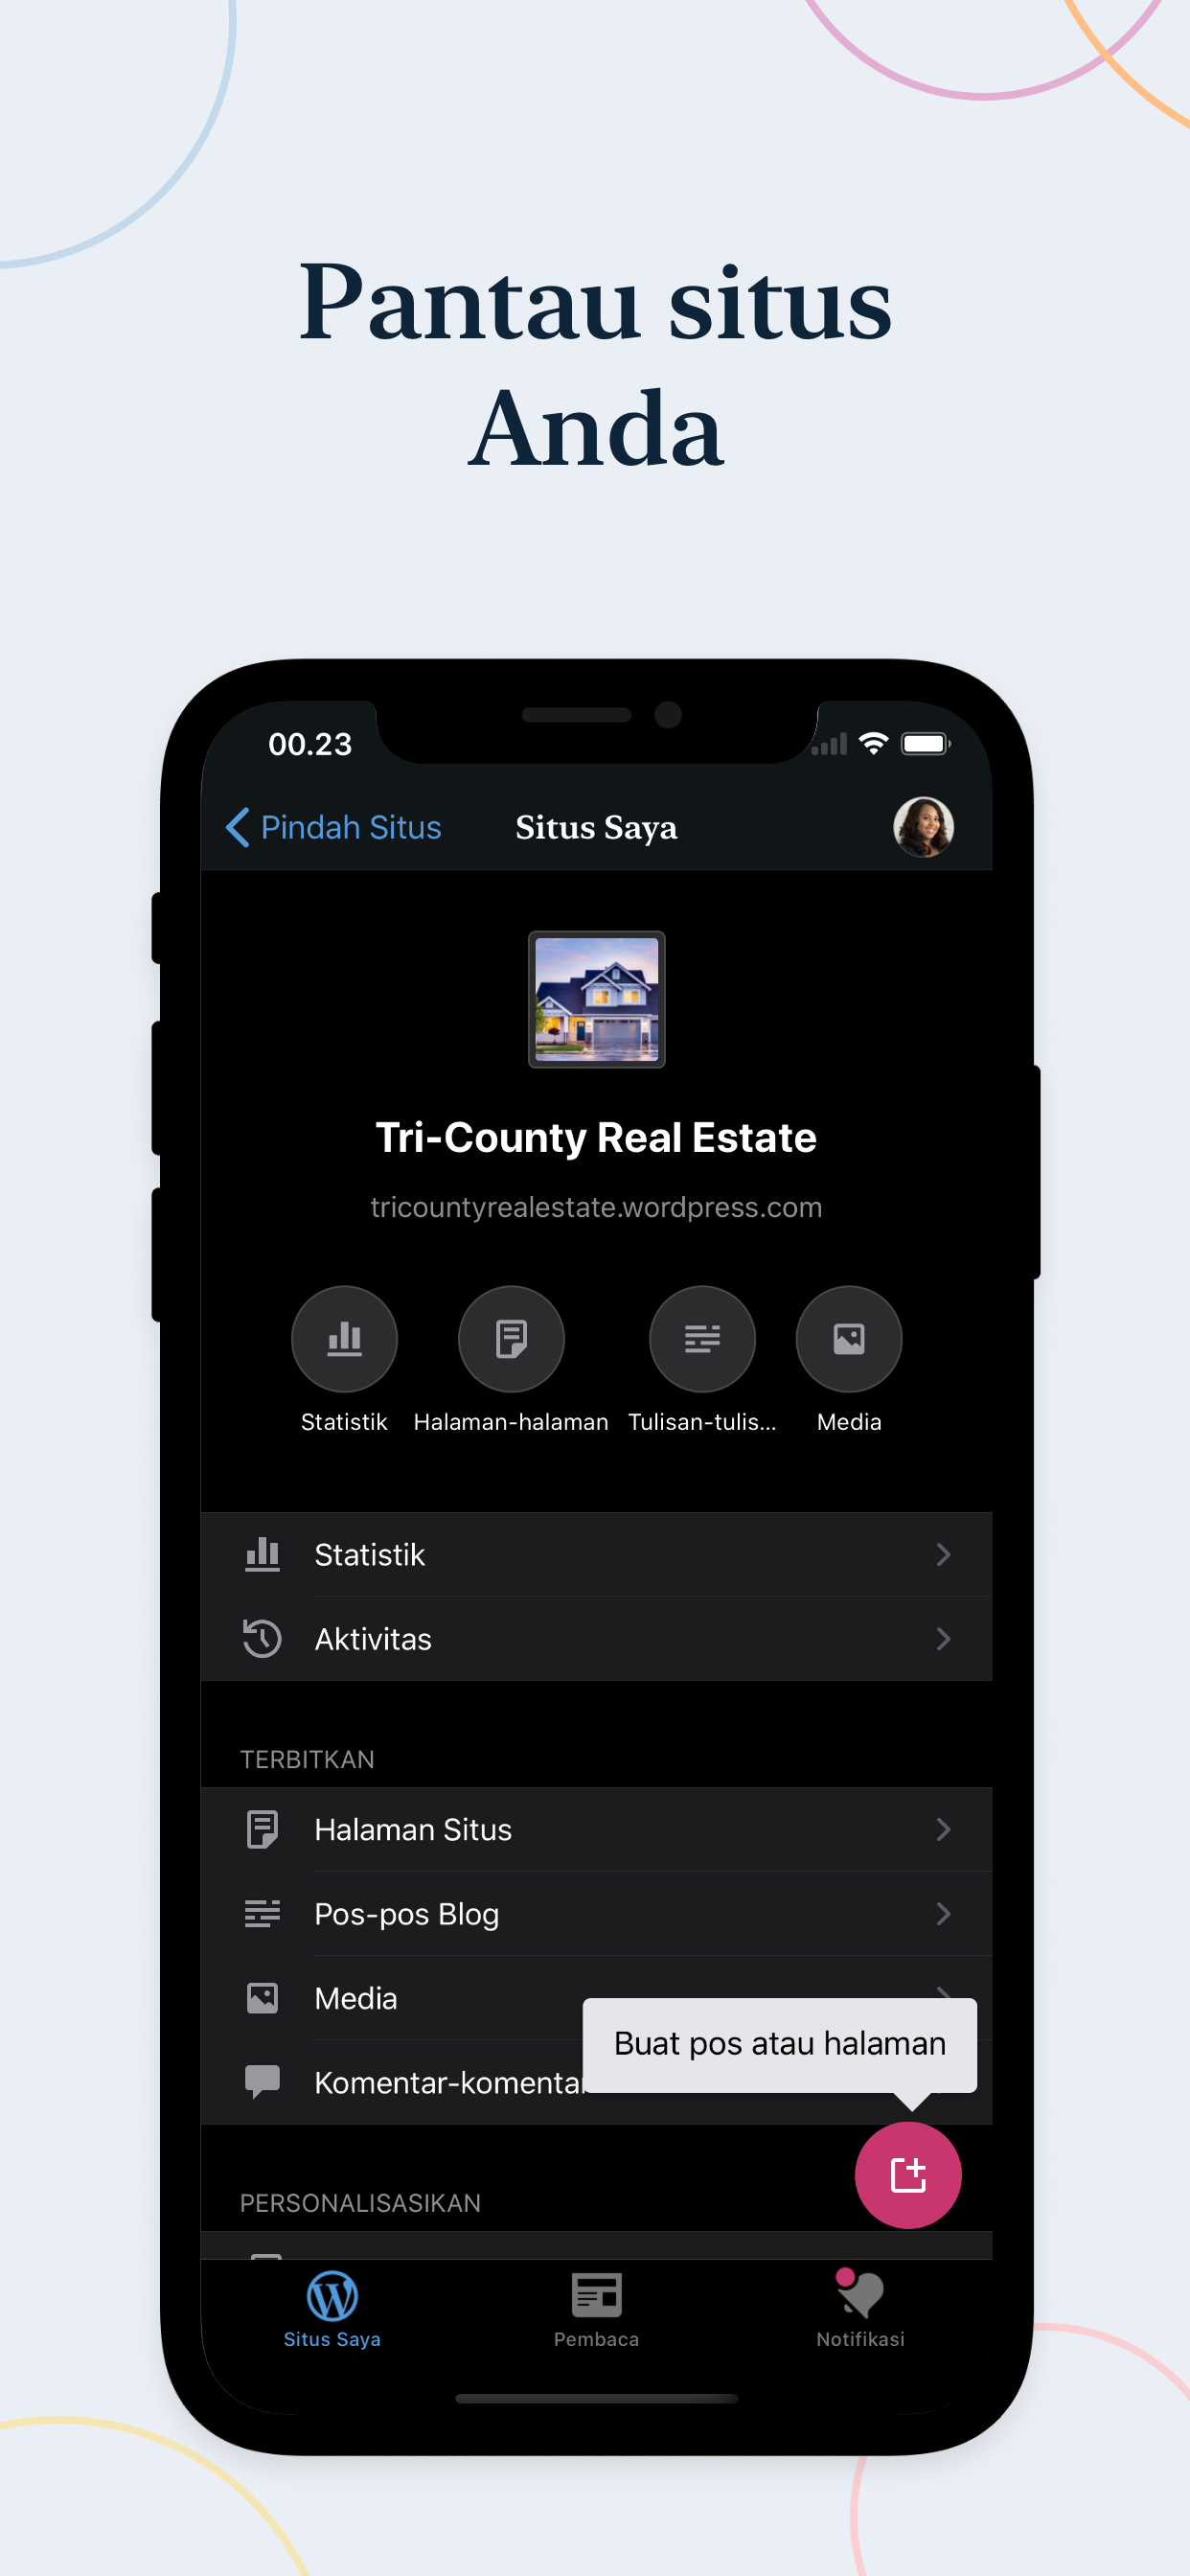 Pantau situs
Anda
00.23
Pindah Situs
Situs Saya
Tri-County Real Estate
tricountyrealestate.wordpress.com
Statistik
Halaman-halaman
Tulisan-tulis...
Media
Statistik
Aktivitas
TERBITKAN
Halaman Situs
Pos-pos Blog
Media
Buat pos atau halaman
Komentar-komentar
PERSONALISASIKAN
Situs Saya
Pembaca
Notifikasi